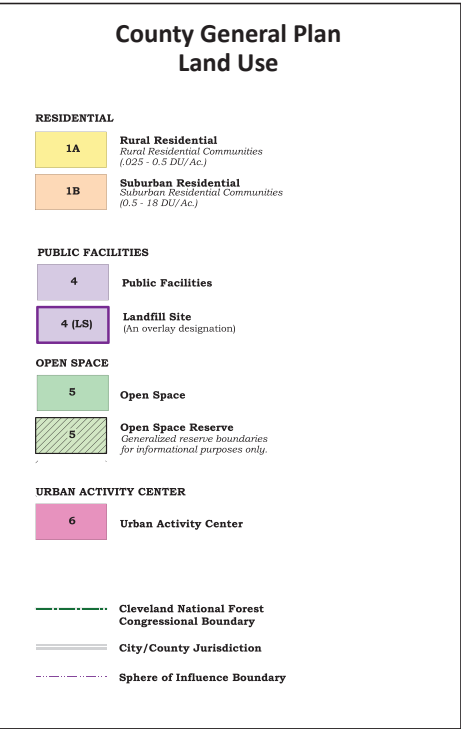 County General Plan
Land Use
RESIDENTIAL
1A
Rural Residential
Rural Residential Communities
(.025 - 0.5 DU/Ac.)
1B
Suburban Residential
Suburban Residential Communities
(0.5 - 18 DU/Ac.)
PUBLIC FACILITIES
4
Public Facilities
4 (LS)
Landfill Site
(An overlay designation)
OPEN SPACE
5
Open Space
5
Open Space Reserve
Generalized reserve boundaries
for informational purposes only.
URBAN ACTIVITY CENTER
6
Urban Activity Center
Cleveland National Forest
Congressional Boundary
City/County Jurisdiction
Sphere of Influence Boundary